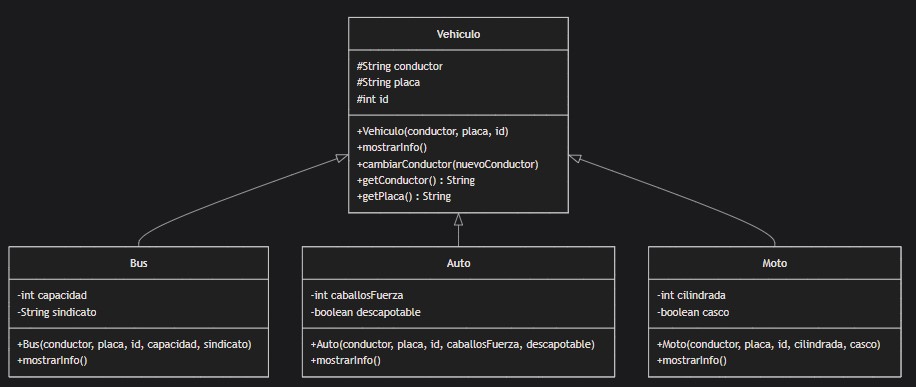 Vehiculo
#String conductor
#String placa
#int id
+Vehiculo(conductor, placa, id)
+mostrarInfo()
+cambiarConductor(nuevoConductor)
+getConductor() : String
+getPlaca() : String
Bus
-int capacidad
-String sindicato
+Bus(conductor, placa, id, capacidad, sindicato)
+mostrarInfo()
Auto
-int caballosFuerza
-boolean descapotable
+Auto(conductor, placa, id, caballosFuerza, descapotable)
+mostrarInfo()
Moto
-int cilindrada
-boolean casco
+Moto(conductor, placa, id, cilindrada, casco)
+mostrarInfo()